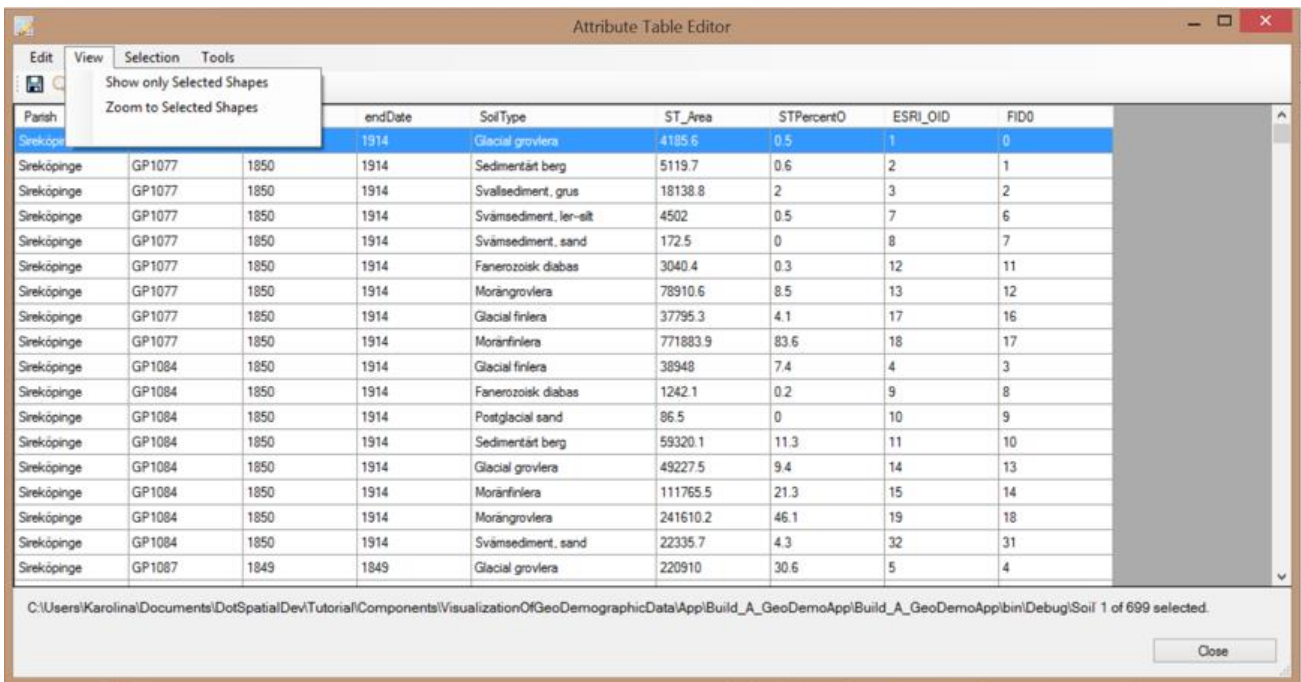 Attribute Table Editor
Edit View Selection Tools
Show only Selected Shapes
Zoom to Selected Shapes
Parish endDate SoilType ST_Area STPercentO ESRI_OID FID0
1914 Glacial grovlera 4185.6 0.5 1 0
Sireköpinge GP1077 1850 1914 Sedimentärt berg 5119.7 0.6 2 1
Sireköpinge GP1077 1850 1914 Svallsediment, grus 18138.8 2 3 2
Sireköpinge GP1077 1850 1914 Svämsediment, ler-silt 4502 0.5 7 6
Sireköpinge GP1077 1850 1914 Svämsediment, sand 172.5 0 8 7
Sireköpinge GP1077 1850 1914 Fanerozoisk diabas 3040.4 0.3 12 11
Sireköpinge GP1077 1850 1914 Morängrovlera 78910.6 8.5 13 12
Sireköpinge GP1077 1850 1914 Glacial finlera 37795.3 4.1 17 16
Sireköpinge GP1077 1850 1914 Moränfinlera 771883.9 83.6 18 17
Sireköpinge GP1084 1850 1914 Glacial finlera 38948 7.4 4 3
Sireköpinge GP1084 1850 1914 Fanerozoisk diabas 1242.1 0.2 9 8
Sireköpinge GP1084 1850 1914 Postglacial sand 86.5 0 10 9
Sireköpinge GP1084 1850 1914 Sedimentärt berg 59320.1 11.3 11 10
Sireköpinge GP1084 1850 1914 Glacial grovlera 49227.5 9.4 14 13
Sireköpinge GP1084 1850 1914 Moränfinlera 111765.5 21.3 15 14
Sireköpinge GP1084 1850 1914 Morängrovlera 241610.2 46.1 19 18
Sireköpinge GP1084 1850 1914 Svämsediment, sand 22335.7 4.3 32 31
Sireköpinge GP1087 1849 1849 Glacial grovlera 220910 30.6 5 4
C:\Users\Karolina\Documents\DotSpatialDev\Tutorial\Components\VisualizationOfGeoDemographicData\App\Build_A_GeoDemoApp\Build_A_GeoDemoApp\bin\Debug\Soil 1 of 699 selected.
Close